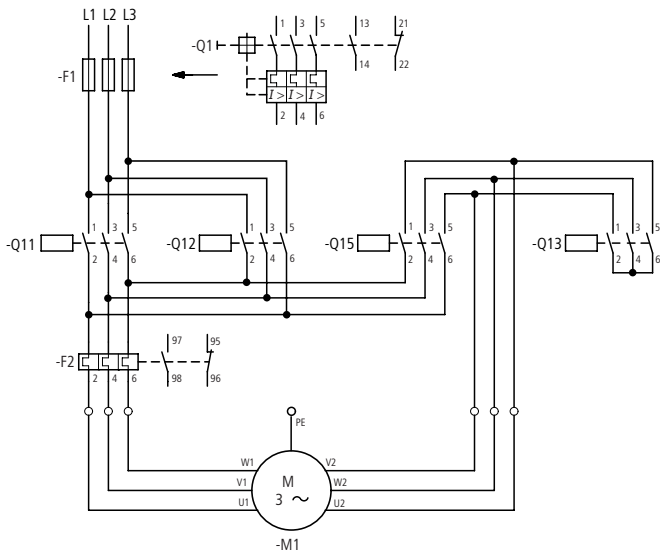 L1 L2 L3
1 3 5 13 21
-Q1
14 22
-F1
I> I> I>
2 4 6
1 3 5 1 3 5 1 3 5 1 3 5
-Q11 -Q12 -Q15 -Q13
2 4 6 2 4 6 2 4 6 2 4 6
97 95
-F2
2 4 6 98 96
PE
W1 V2
M
V1 W2
3 ~
U1 U2
-M1